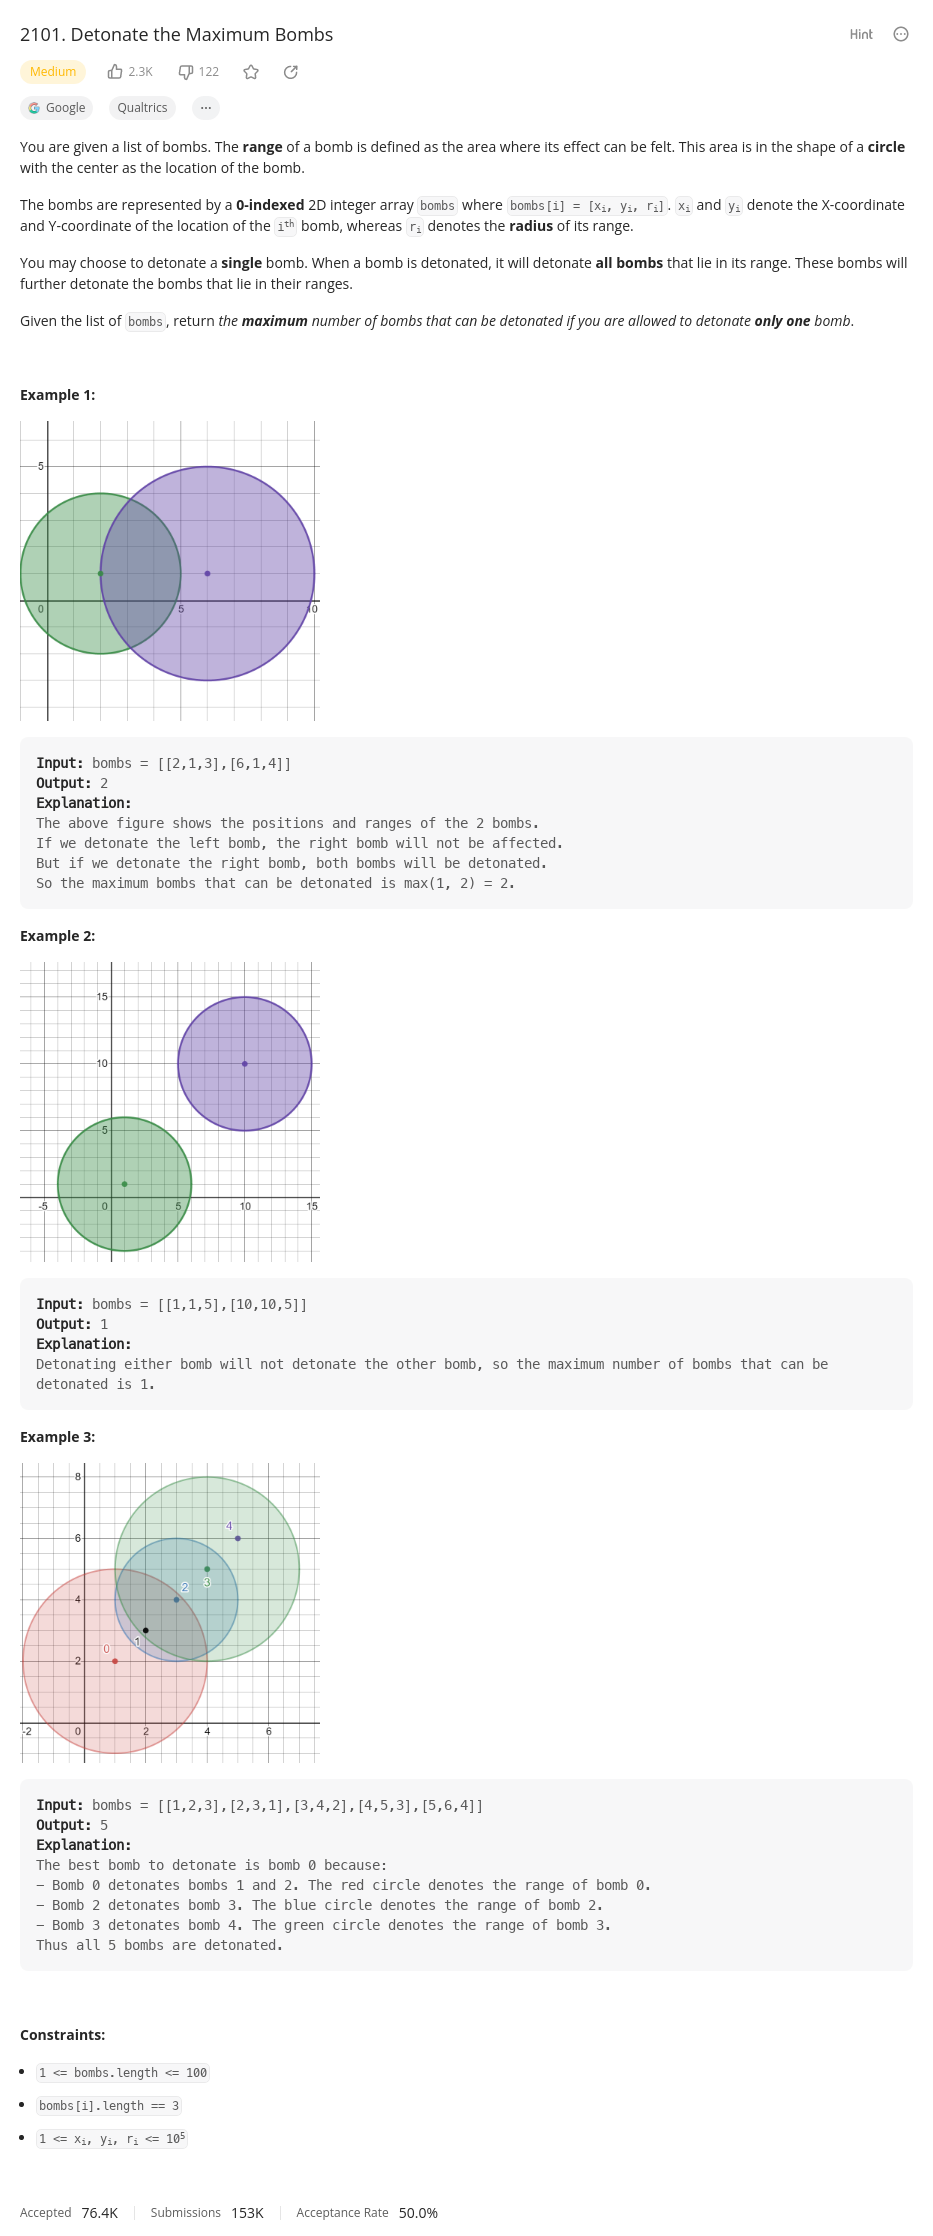 2101. Detonate the Maximum Bombs
Hint
Medium 2.3K 122
Google Qualtrics ...
You are given a list of bombs. The range of a bomb is defined as the area where its effect can be felt. This area is in the shape of a circle
with the center as the location of the bomb.
The bombs are represented by a 0-indexed 2D integer array bombs where bombs[i] = [xi, yi, ri]. xi and yi denote the X-coordinate
and Y-coordinate of the location of the ith bomb, whereas ri denotes the radius of its range.
You may choose to detonate a single bomb. When a bomb is detonated, it will detonate all bombs that lie in its range. These bombs will
further detonate the bombs that lie in their ranges.
Given the list of bombs, return the maximum number of bombs that can be detonated if you are allowed to detonate only one bomb.
Example 1:
5
0 5 10
Input: bombs = [[2,1,3],[6,1,4]]
Output: 2
Explanation:
The above figure shows the positions and ranges of the 2 bombs.
If we detonate the left bomb, the right bomb will not be affected.
But if we detonate the right bomb, both bombs will be detonated.
So the maximum bombs that can be detonated is max(1, 2) = 2.
Example 2:
15
10
5
-5 0 5 10 15
Input: bombs = [[1,1,5],[10,10,5]]
Output: 1
Explanation:
Detonating either bomb will not detonate the other bomb, so the maximum number of bombs that can be
detonated is 1.
Example 3:
8
4
6
3
2
4
1
0
2
-2 0 2 4 6
Input: bombs = [[1,2,3],[2,3,1],[3,4,2],[4,5,3],[5,6,4]]
Output: 5
Explanation:
The best bomb to detonate is bomb 0 because:
– Bomb 0 detonates bombs 1 and 2. The red circle denotes the range of bomb 0.
– Bomb 2 detonates bomb 3. The blue circle denotes the range of bomb 2.
– Bomb 3 detonates bomb 4. The green circle denotes the range of bomb 3.
Thus all 5 bombs are detonated.
Constraints:
• 1 <= bombs.length <= 100
• bombs[i].length == 3
• 1 <= xi, yi, ri <= 10^5
Accepted 76.4K Submissions 153K Acceptance Rate 50.0%